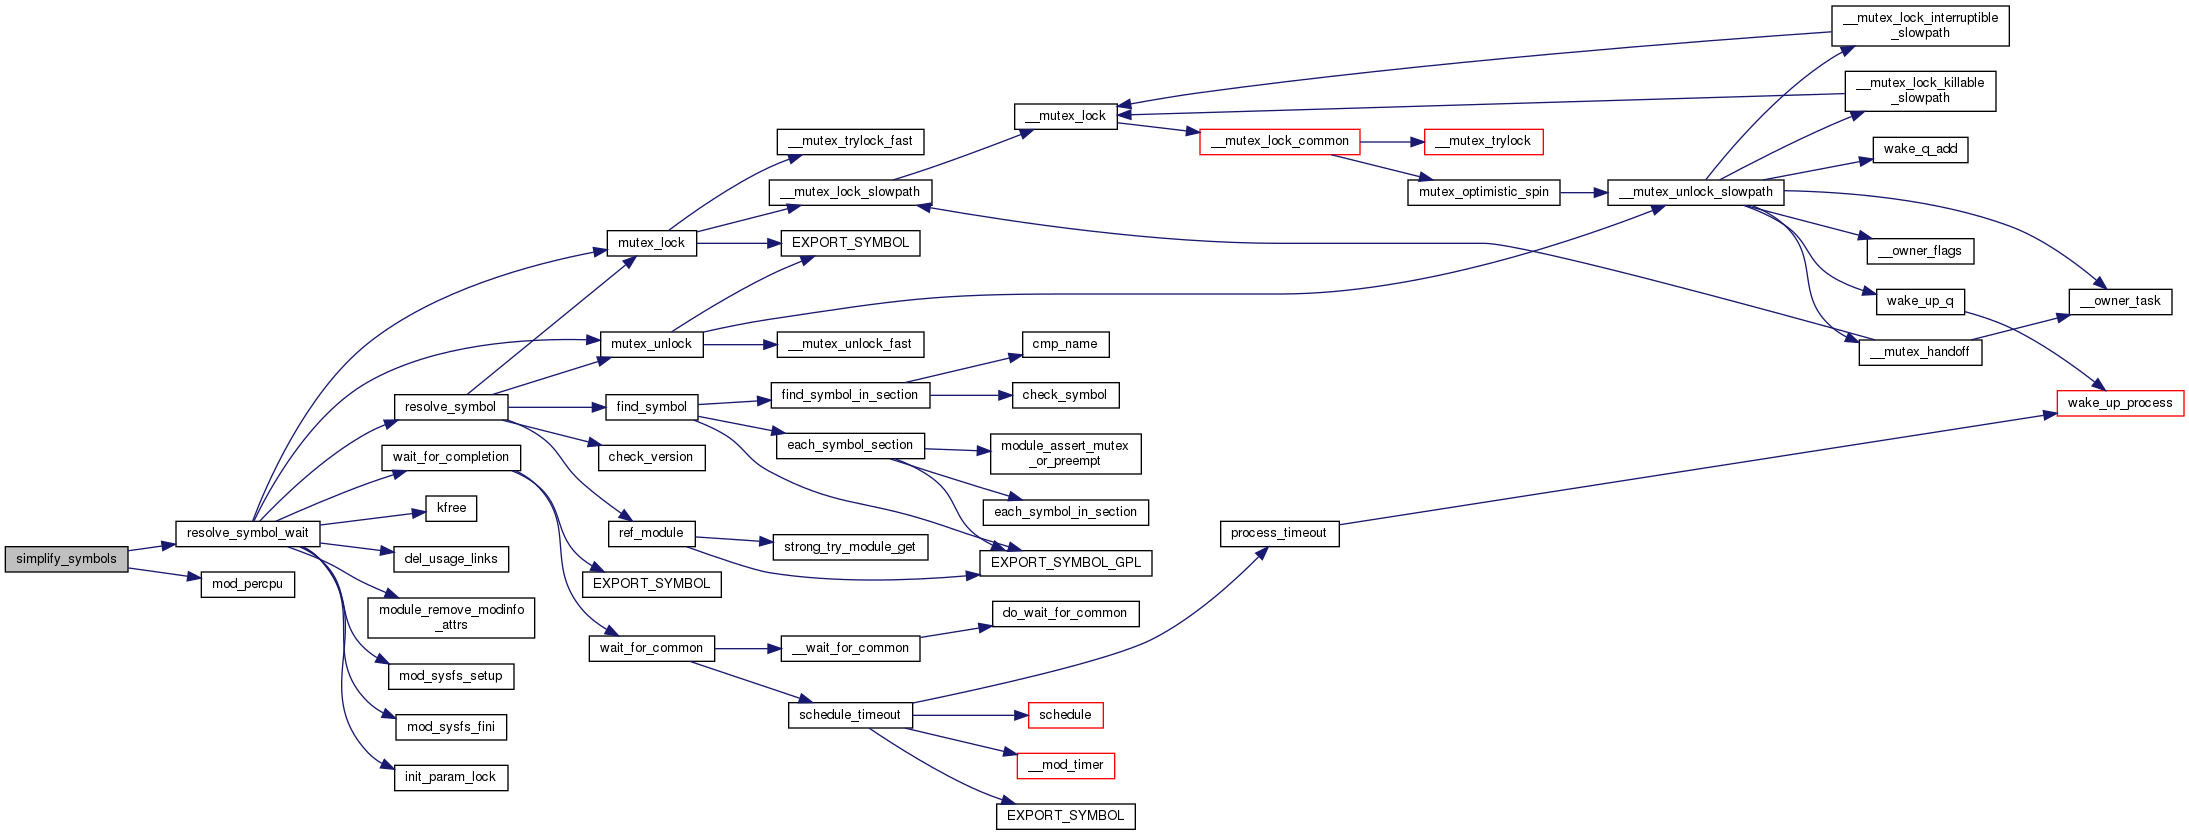 simplify_symbols
resolve_symbol_wait
mod_percpu
resolve_symbol
wait_for_completion
kfree
del_usage_links
module_remove_modinfo
_attrs
mod_sysfs_setup
mod_sysfs_fini
init_param_lock
mutex_lock
mutex_unlock
find_symbol
check_version
ref_module
EXPORT_SYMBOL
wait_for_common
__mutex_trylock_fast
__mutex_lock_slowpath
EXPORT_SYMBOL
__mutex_unlock_fast
find_symbol_in_section
each_symbol_section
strong_try_module_get
__wait_for_common
schedule_timeout
__mutex_lock
cmp_name
check_symbol
module_assert_mutex
_or_preempt
each_symbol_in_section
EXPORT_SYMBOL_GPL
do_wait_for_common
schedule
__mod_timer
EXPORT_SYMBOL
__mutex_lock_common
process_timeout
__mutex_trylock
mutex_optimistic_spin
__mutex_unlock_slowpath
__mutex_lock_interruptible
_slowpath
__mutex_lock_killable
_slowpath
wake_q_add
__owner_flags
wake_up_q
__mutex_handoff
__owner_task
wake_up_process